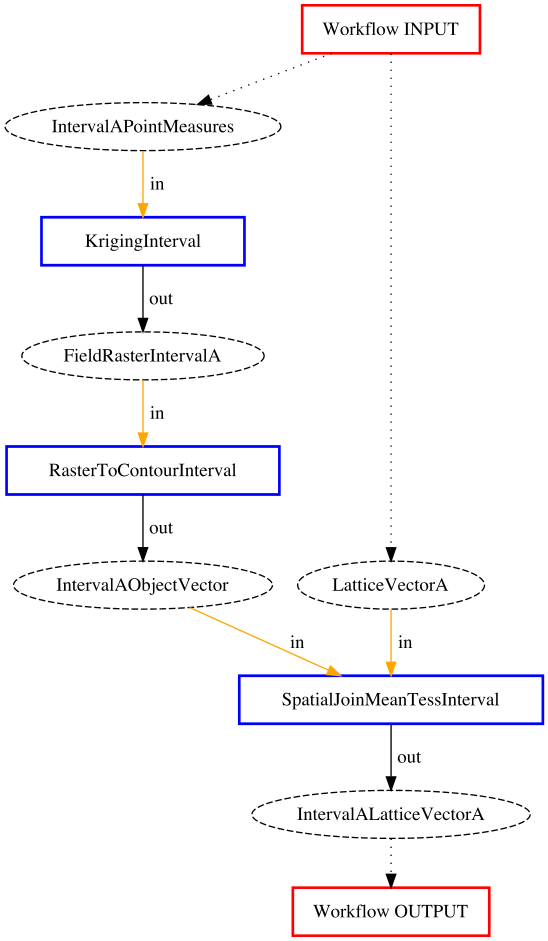 Workflow INPUT
IntervalAPointMeasures
in
KrigingInterval
out
FieldRasterIntervalA
in
RasterToContourInterval
out
IntervalAObjectVector
LatticeVectorA
in
in
SpatialJoinMeanTessInterval
out
IntervalALatticeVectorA
Workflow OUTPUT